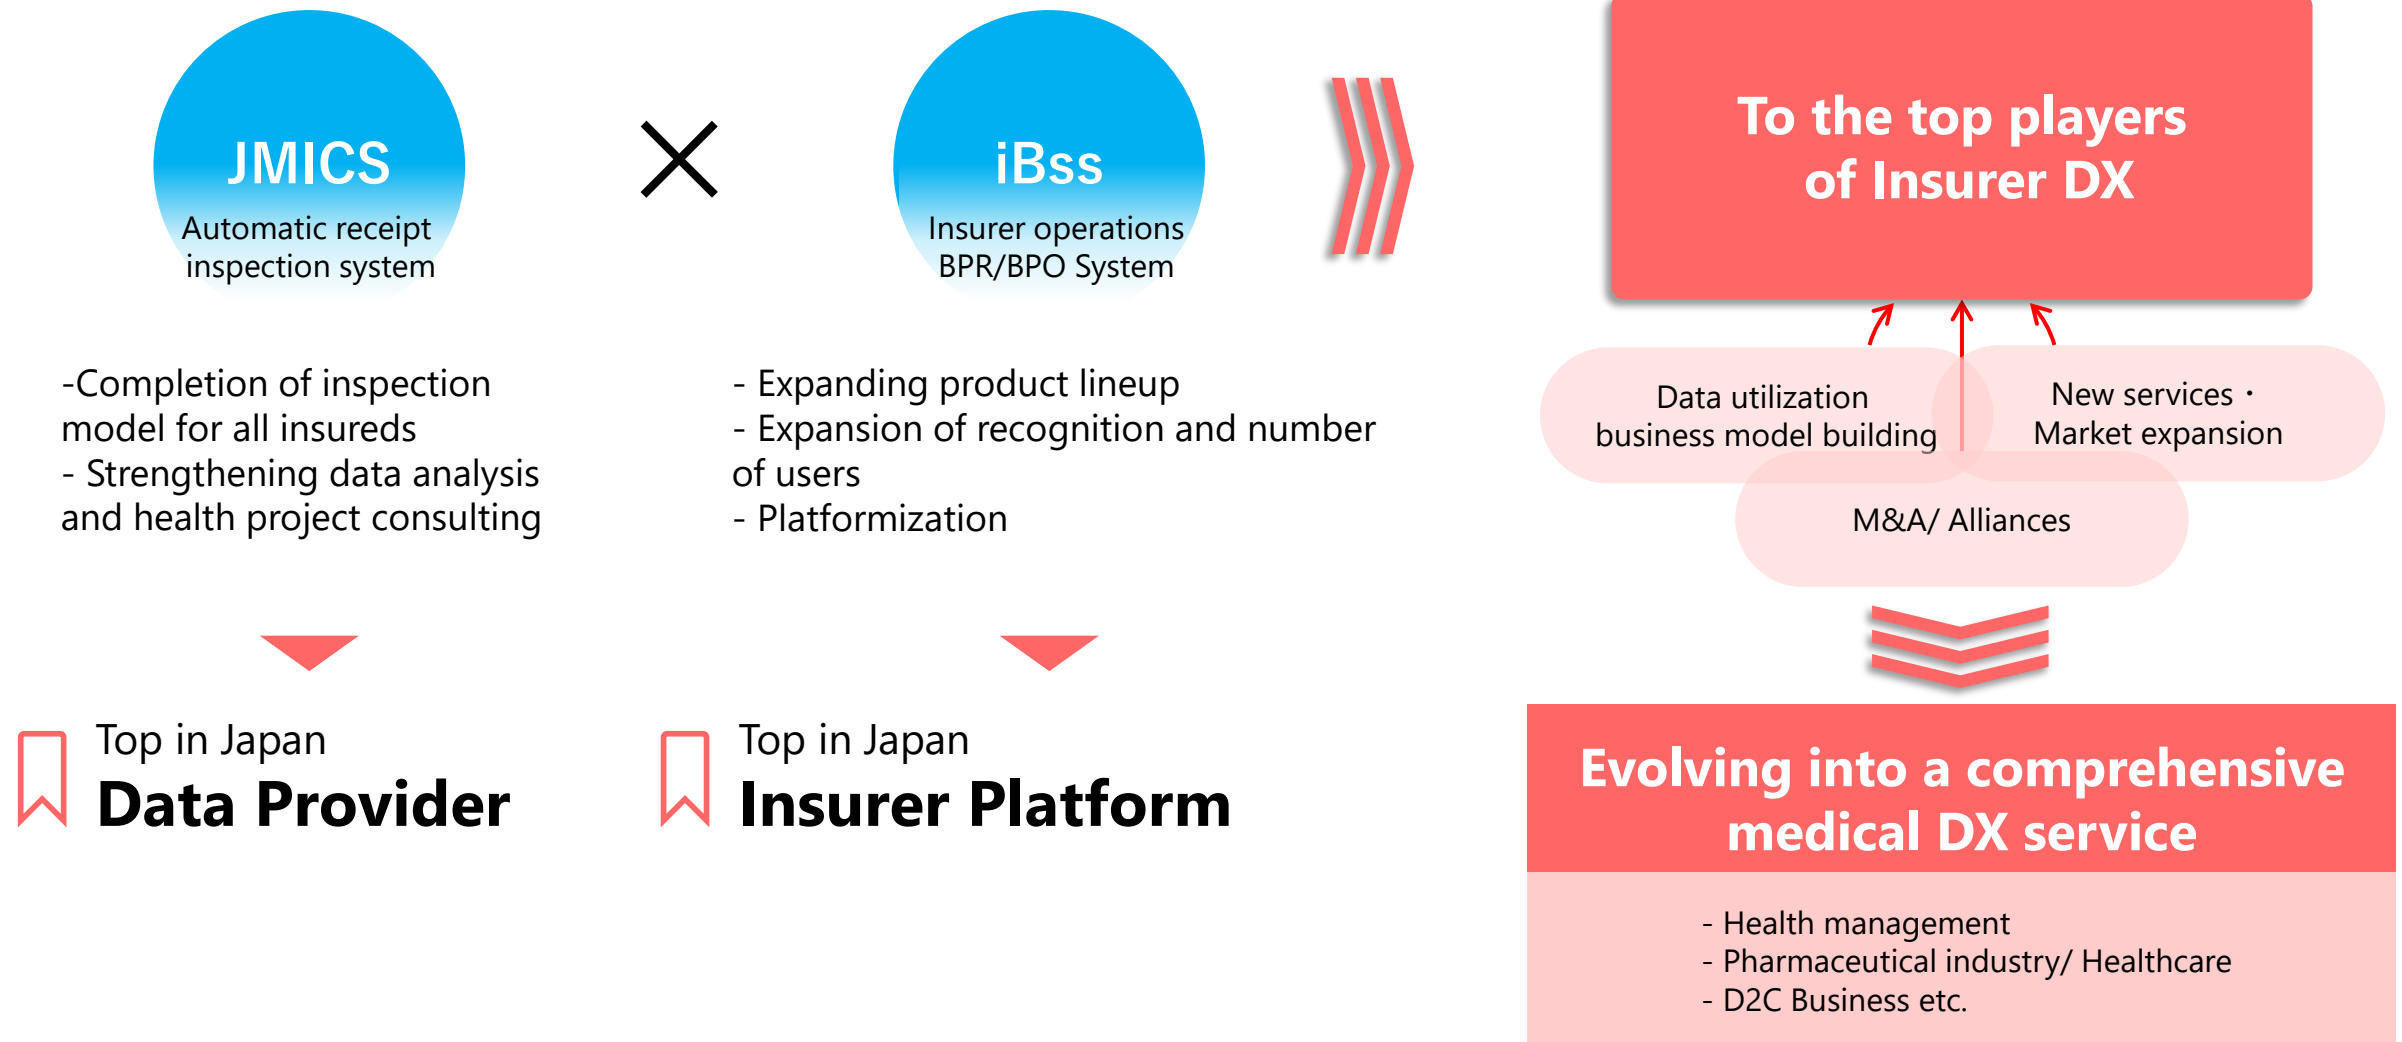 JMICS
Automatic receipt
inspection system
iBss
Insurer operations
BPR/BPO System
To the top players
of Insurer DX
-Completion of inspection
model for all insureds
- Strengthening data analysis
and health project consulting
- Expanding product lineup
- Expansion of recognition and number
of users
- Platformization
Data utilization
business model building
New services・
Market expansion
M&A/ Alliances
Top in Japan
Data Provider
Top in Japan
Insurer Platform
Evolving into a comprehensive
medical DX service
- Health management
- Pharmaceutical industry/ Healthcare
- D2C Business etc.